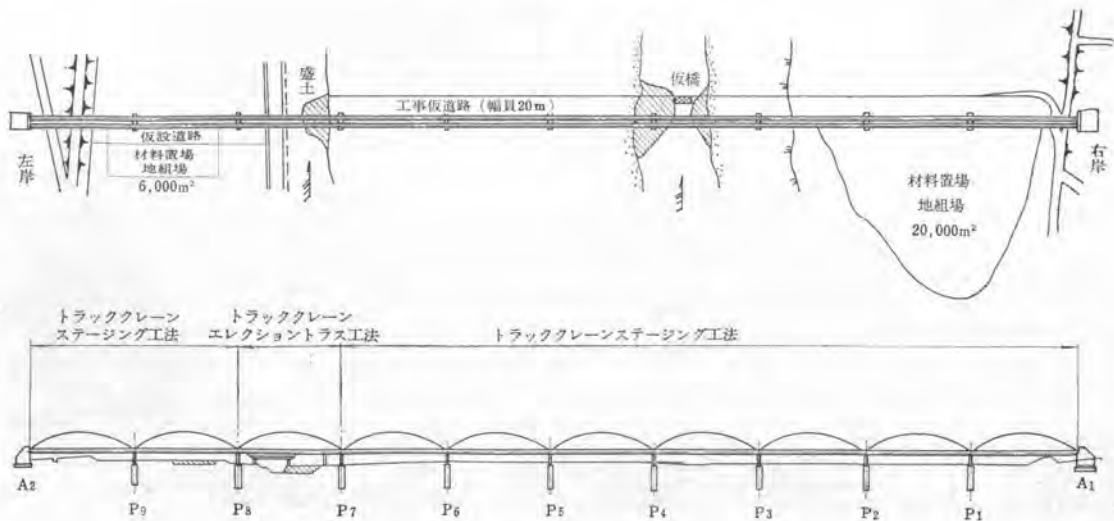 盛土
仮橋
工事仮道路（幅員20m）
左岸
仮設道路
材料置場
地組場
6,000m²
右岸
材料置場
地組場
20,000m²
トラッククレーン
ステージング工法
トラッククレーン
エレクショントラス工法
トラッククレーンステージング工法
A2
P9
P8
P7
P6
P5
P4
P3
P2
P1
A1